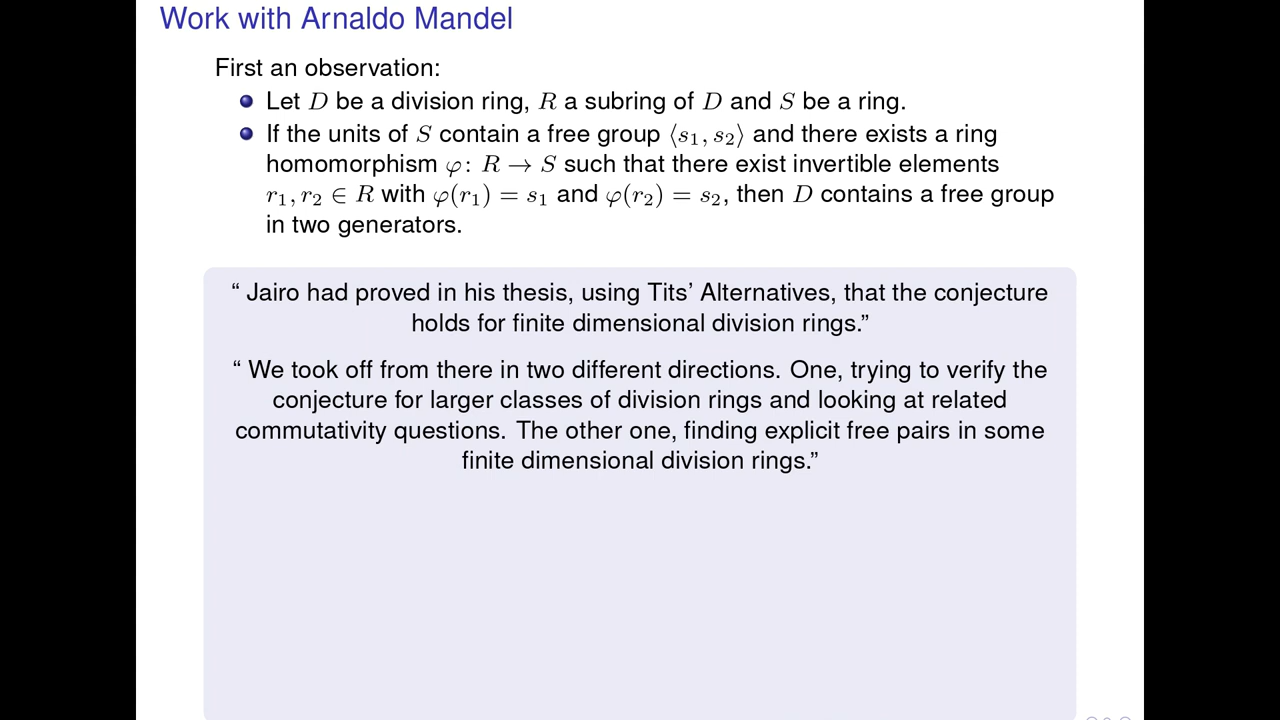 Work with Arnaldo Mandel
First an observation:
Let D be a division ring, R a subring of D and S be a ring.
If the units of S contain a free group ⟨s₁, s₂⟩ and there exists a ring
homomorphism φ: R → S such that there exist invertible elements
r₁, r₂ ∈ R with φ(r₁) = s₁ and φ(r₂) = s₂, then D contains a free group
in two generators.
“ Jairo had proved in his thesis, using Tits’ Alternatives, that the conjecture
holds for finite dimensional division rings.”
“ We took off from there in two different directions. One, trying to verify the
conjecture for larger classes of division rings and looking at related
commutativity questions. The other one, finding explicit free pairs in some
finite dimensional division rings.”